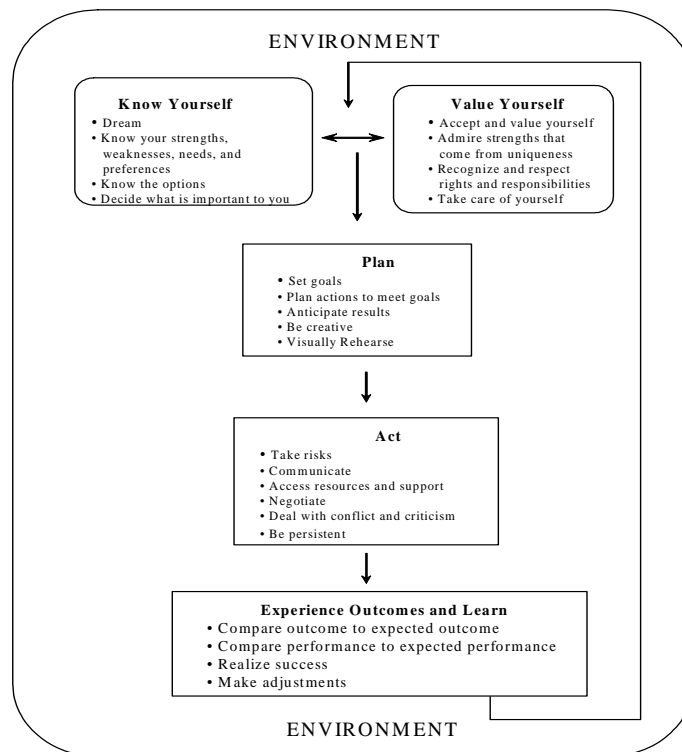 ENVIRONMENT
Know Yourself
• Dream
• Know your strengths,
weaknesses, needs, and
preferences
• Know the options
• Decide what is important to you
Value Yourself
• Accept and value yourself
• Admire strengths that
come from uniqueness
• Recognize and respect
rights and responsibilities
• Take care of yourself
Plan
• Set goals
• Plan actions to meet goals
• Anticipate results
• Be creative
• Visually Rehearse
Act
• Take risks
• Communicate
• Access resources and support
• Negotiate
• Deal with conflict and criticism
• Be persistent
Experience Outcomes and Learn
• Compare outcome to expected outcome
• Compare performance to expected performance
• Realize success
• Make adjustments
ENVIRONMENT